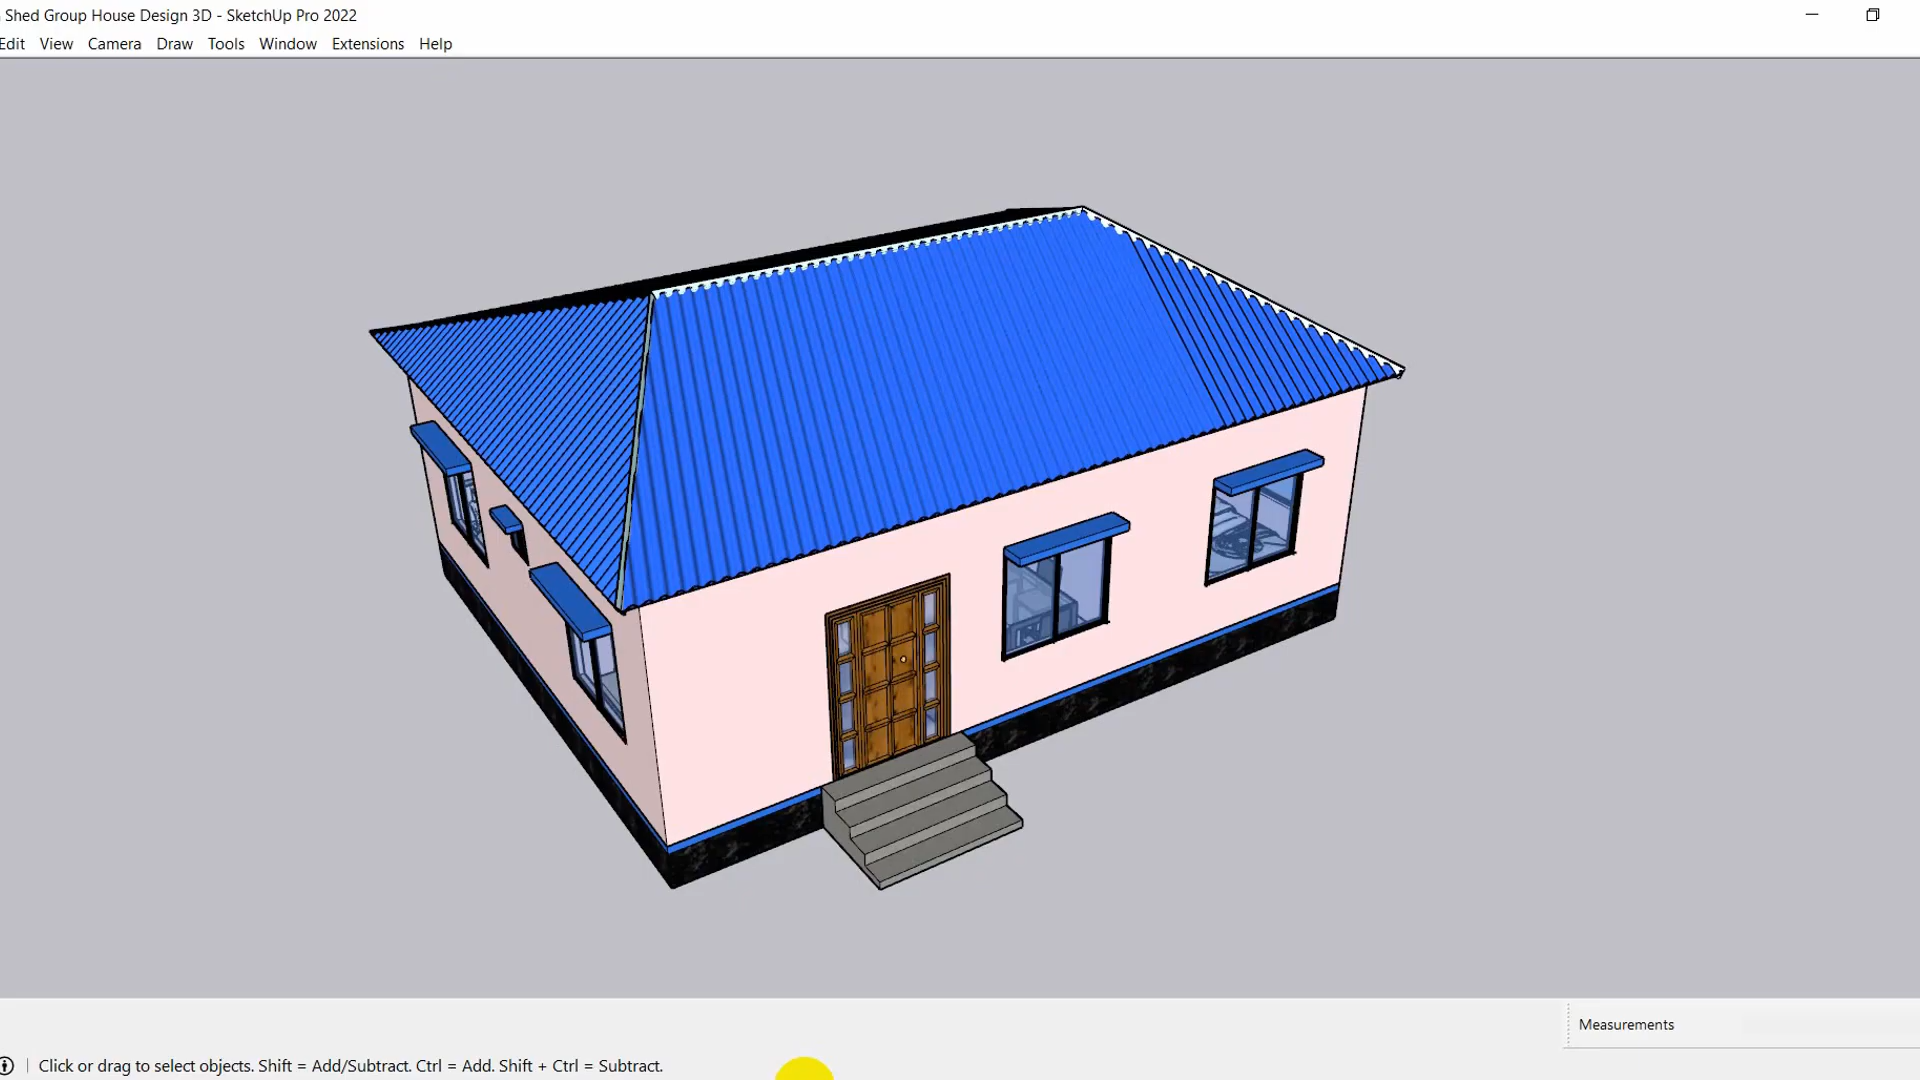 Shed Group House Design 3D - SketchUp Pro 2022
Edit View Camera Draw Tools Window Extensions Help
Measurements
Click or drag to select objects. Shift = Add/Subtract. Ctrl = Add. Shift + Ctrl = Subtract.